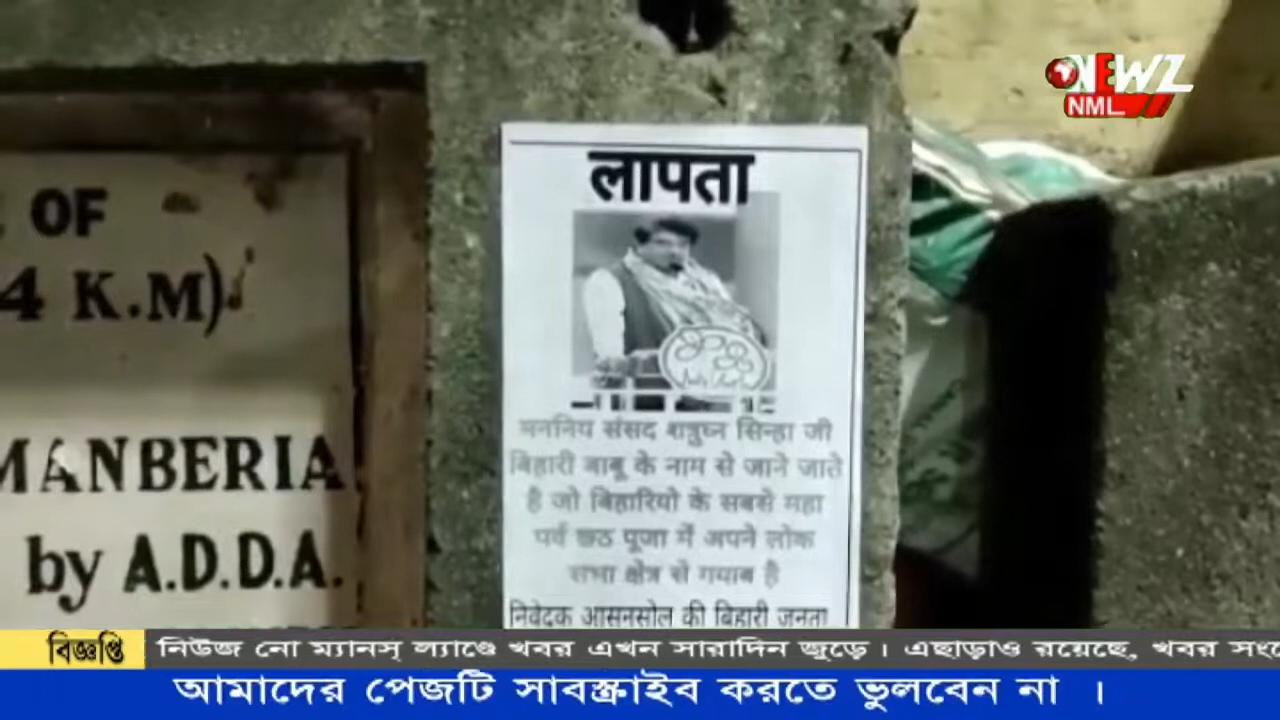 NEWZ
NML
OF
4 K.M)
MANBERIA
by A.D.D.A.
लापता
मननिय संसद शत्रुघ्न सिन्हा जी
बिहारी बाबू के नाम से जाने जाते
है जो बिहारियो के सबसे महा
पर्व छठ पूजा में अपने लोक
सभा क्षेत्र से गयाब है
निवेदक आसनसोल की बिहारी जनता
বিজ্ঞপ্তি নিউজ নো ম্যানস্ ল্যাণ্ডে খবর এখন সারাদিন জুড়ে । এছাড়াও রয়েছে, খবর
আমাদের পেজটি সাবস্ক্রাইব করতে ভুলবেন না ।